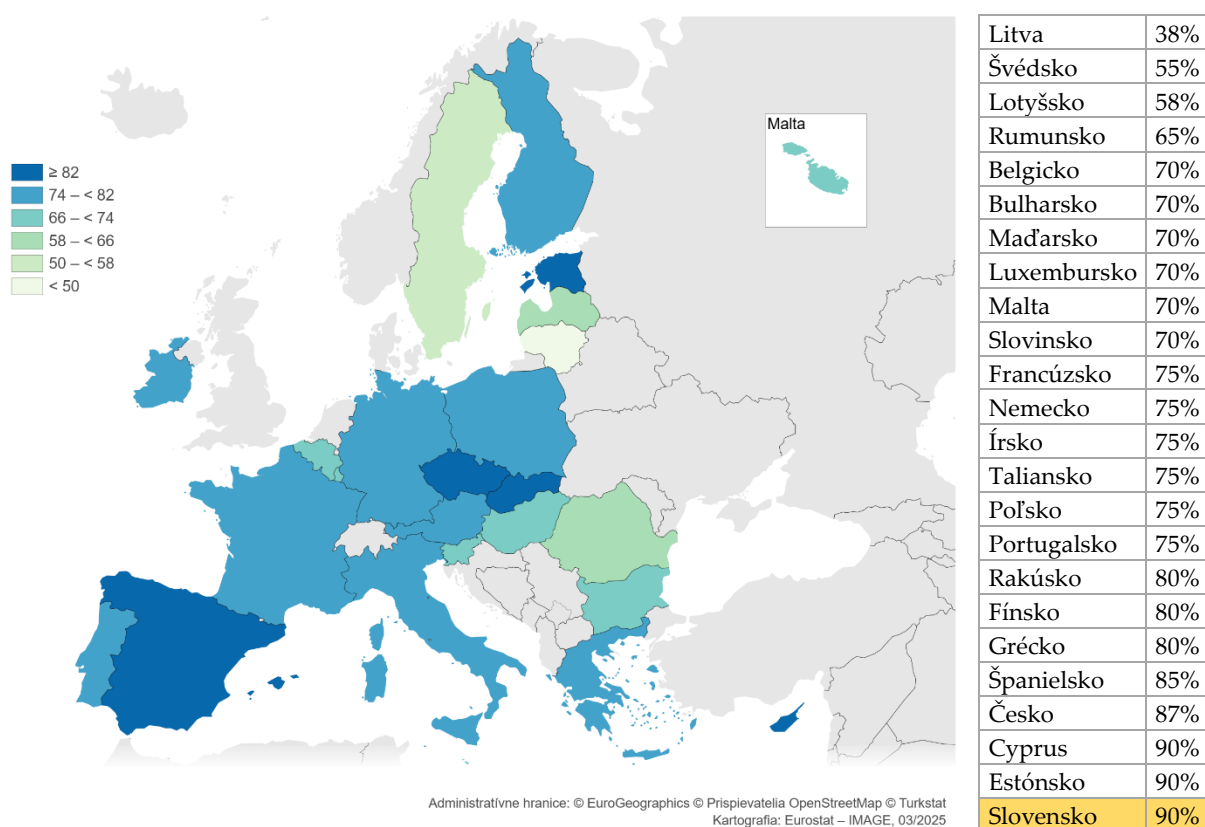 Malta
≥ 82
74 – < 82
66 – < 74
58 – < 66
50 – < 58
< 50
Administratívne hranice: © EuroGeographics © Prispievatelia OpenStreetMap © Turkstat
Kartografia: Eurostat – IMAGE, 03/2025
Litva 38%
Švédsko 55%
Lotyšsko 58%
Rumunsko 65%
Belgicko 70%
Bulharsko 70%
Maďarsko 70%
Luxembursko 70%
Malta 70%
Slovinsko 70%
Francúzsko 75%
Nemecko 75%
Írsko 75%
Taliansko 75%
Poľsko 75%
Portugalsko 75%
Rakúsko 80%
Fínsko 80%
Grécko 80%
Španielsko 85%
Česko 87%
Cyprus 90%
Estónsko 90%
Slovensko 90%